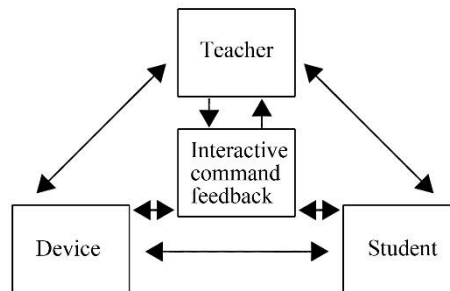 Teacher
Interactive
command
feedback
Device
Student